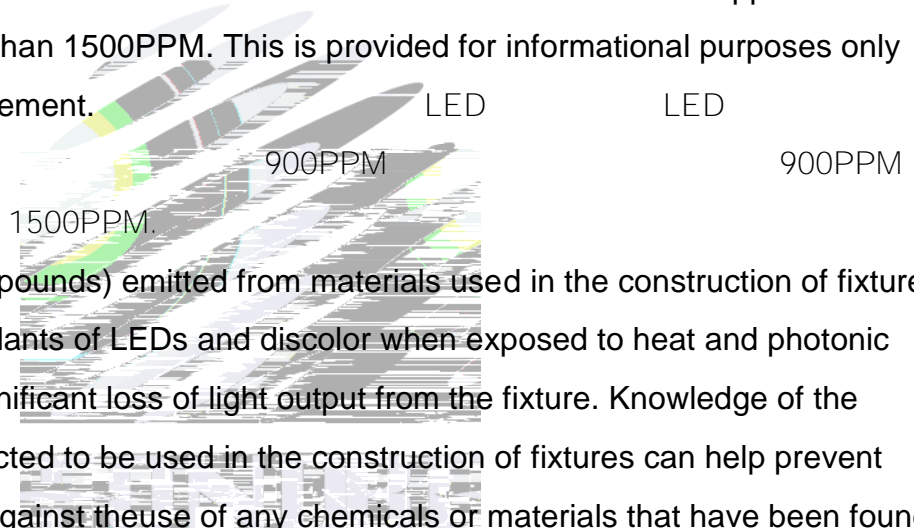 han 1500PPM. This is provided for informational purposes only
ement. LED LED
900PPM 900PPM
1500PPM.
pounds) emitted from materials used in the construction of fixture
lants of LEDs and discolor when exposed to heat and photonic
nificant loss of light output from the fixture. Knowledge of the
cted to be used in the construction of fixtures can help prevent
gainst theuse of any chemicals or materials that have been found